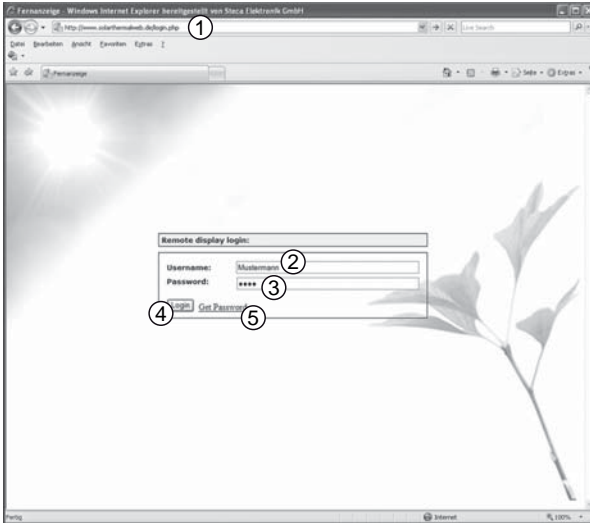 Fernanzeige - Windows Internet Explorer bereitgestellt von Steca Elektronik GmbH
http://www.solarthermalweb.de/login.php
1
Live Search
Datei Bearbeiten Ansicht Favoriten Extras ?
Fernanzeige
Seite Extras
Remote display login:
Username: Mustermann 2
Password: •••• 3
4 Login Get Password 5
Fertig Internet 100%